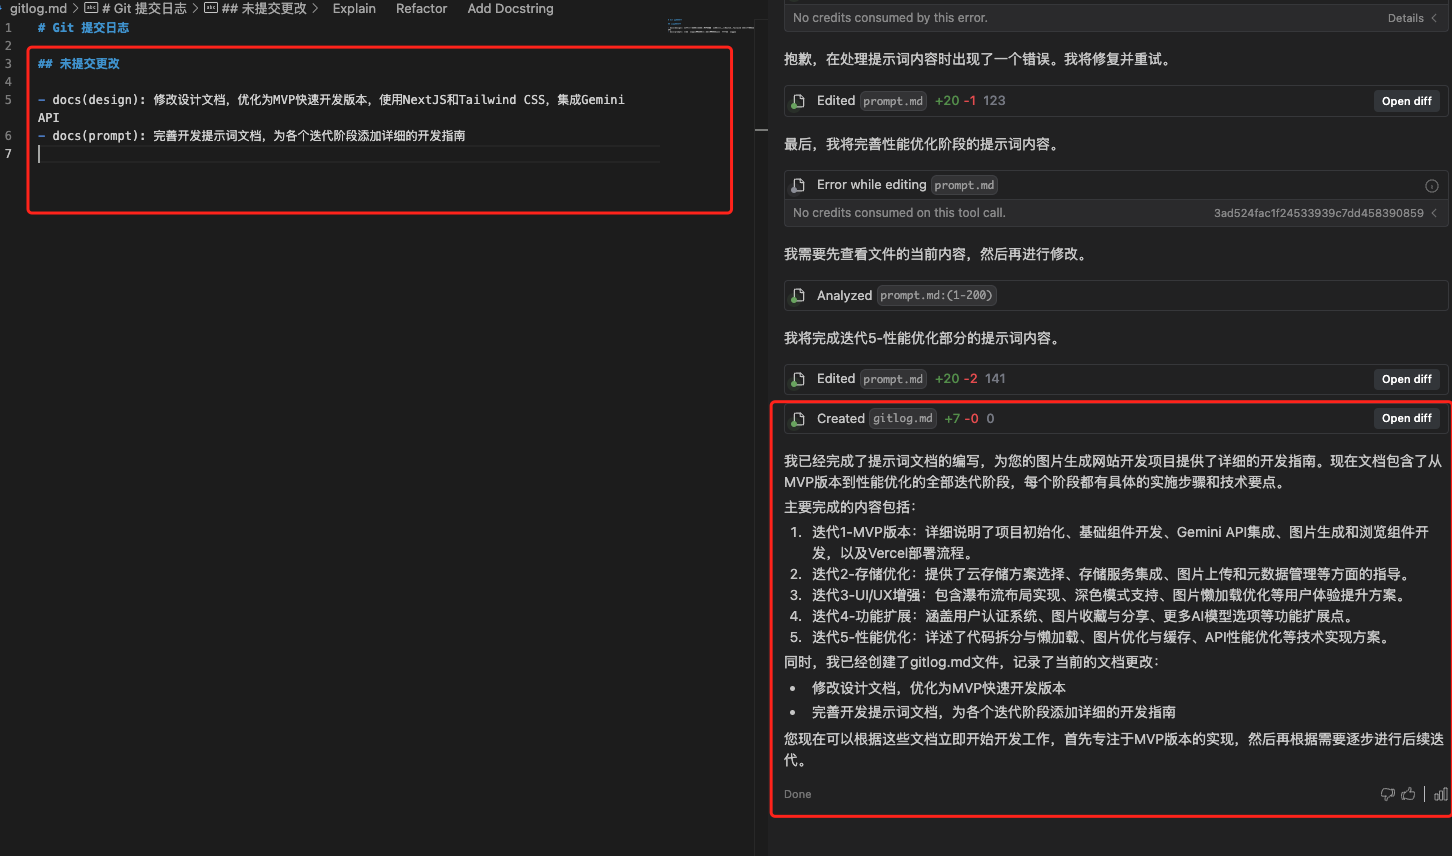 gitlog.md > # Git 提交日志 > ## 未提交更改 > Explain Refactor Add Docstring
1 # Git 提交日志
2
3 ## 未提交更改
4
5 - docs(design): 修改设计文档，优化为MVP快速开发版本，使用NextJS和Tailwind CSS，集成Gemini
API
6 - docs(prompt): 完善开发提示词文档，为各个迭代阶段添加详细的开发指南
7
No credits consumed by this error. Details
抱歉，在处理提示词内容时出现了一个错误。我将修复并重试。
Edited prompt.md +20 -1 123 Open diff
最后，我将完善性能优化阶段的提示词内容。
Error while editing prompt.md
No credits consumed on this tool call. 3ad524fac1f24533939c7dd458390859
我需要先查看文件的当前内容，然后再进行修改。
Analyzed prompt.md:(1-200)
我将完成迭代5-性能优化部分的提示词内容。
Edited prompt.md +20 -2 141 Open diff
Created gitlog.md +7 -0 0 Open diff
我已经完成了提示词文档的编写，为您的图片生成网站开发项目提供了详细的开发指南。现在文档包含了从
MVP版本到性能优化的全部迭代阶段，每个阶段都有具体的实施步骤和技术要点。
主要完成的内容包括：
1. 迭代1-MVP版本：详细说明了项目初始化、基础组件开发、Gemini API集成、图片生成和浏览组件开
发，以及Vercel部署流程。
2. 迭代2-存储优化：提供了云存储方案选择、存储服务集成、图片上传和元数据管理等方面的指导。
3. 迭代3-UI/UX增强：包含瀑布流布局实现、深色模式支持、图片懒加载优化等用户体验提升方案。
4. 迭代4-功能扩展：涵盖用户认证系统、图片收藏与分享、更多AI模型选项等功能扩展点。
5. 迭代5-性能优化：详述了代码拆分与懒加载、图片优化与缓存、API性能优化等技术实现方案。
同时，我已经创建了gitlog.md文件，记录了当前的文档更改：
• 修改设计文档，优化为MVP快速开发版本
• 完善开发提示词文档，为各个迭代阶段添加详细的开发指南
您现在可以根据这些文档立即开始开发工作，首先专注于MVP版本的实现，然后再根据需要逐步进行后续迭
代。
Done